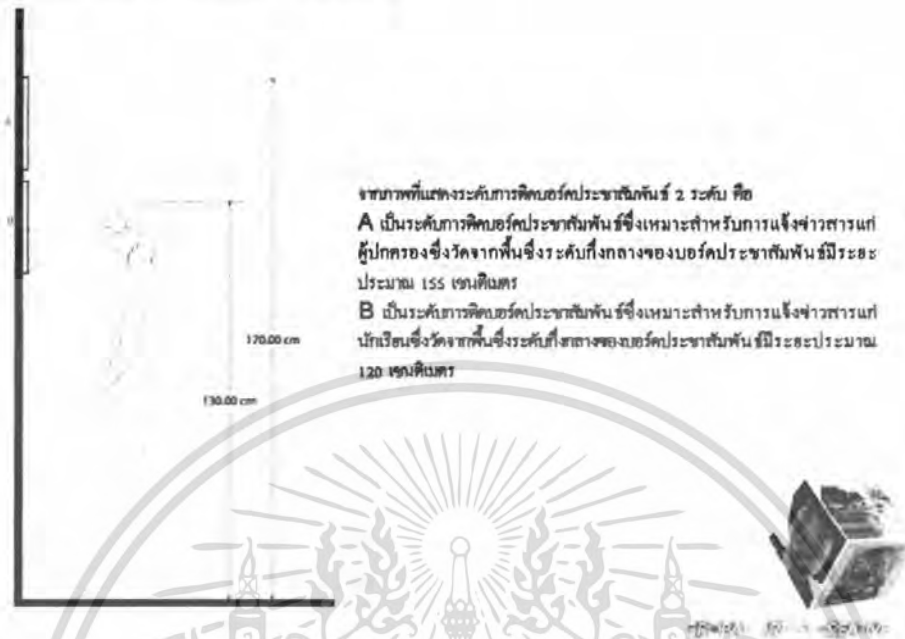 A
B
170.00 cm
130.00 cm
จากภาพที่แสดงระดับการติดบอร์ดประชาสัมพันธ์ 2 ระดับ คือ
A เป็นระดับการติดบอร์ดประชาสัมพันธ์ซึ่งเหมาะสำหรับการแจ้งข่าวสารแก่
ผู้ปกครองซึ่งวัดจากพื้นซึ่งระดับกึ่งกลางของบอร์ดประชาสัมพันธ์มีระยะ
ประมาณ 155 เซนติเมตร
B เป็นระดับการติดบอร์ดประชาสัมพันธ์ซึ่งเหมาะสำหรับการแจ้งข่าวสารแก่
นักเรียนซึ่งวัดจากพื้นซึ่งระดับกึ่งกลางของบอร์ดประชาสัมพันธ์มีระยะประมาณ
120 เซนติเมตร